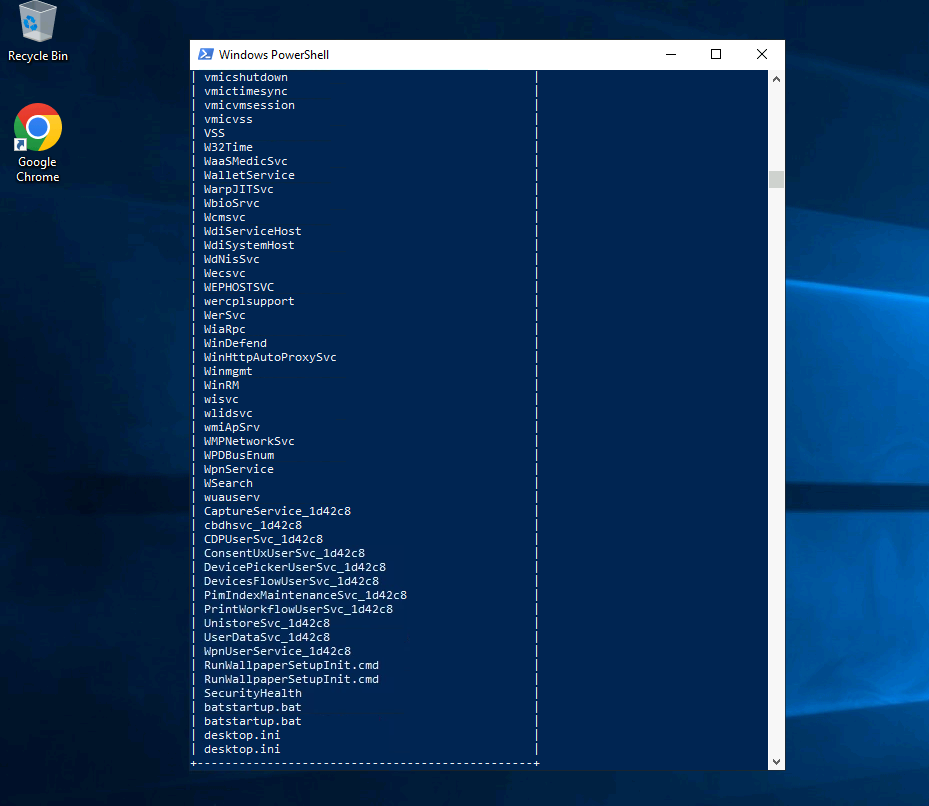 Recycle Bin
Google
Chrome
Windows PowerShell
| vmicshutdown |
| vmictimesync |
| vmicvmsession |
| vmicvss |
| VSS |
| W32Time |
| WaaSMedicSvc |
| WalletService |
| WarpJITSvc |
| WbioSrvc |
| Wcmsvc |
| WdiServiceHost |
| WdiSystemHost |
| WdNisSvc |
| Wecsvc |
| WEPHOSTSVC |
| wercplsupport |
| WerSvc |
| WiaRpc |
| WinDefend |
| WinHttpAutoProxySvc |
| Winmgmt |
| WinRM |
| wisvc |
| wlidsvc |
| wmiApSrv |
| WMPNetworkSvc |
| WPDBusEnum |
| WpnService |
| WSearch |
| wuauserv |
| CaptureService_1d42c8 |
| cbdhsvc_1d42c8 |
| CDPUserSvc_1d42c8 |
| ConsentUxUserSvc_1d42c8 |
| DevicePickerUserSvc_1d42c8 |
| DevicesFlowUserSvc_1d42c8 |
| PimIndexMaintenanceSvc_1d42c8 |
| PrintWorkflowUserSvc_1d42c8 |
| UnistoreSvc_1d42c8 |
| UserDataSvc_1d42c8 |
| WpnUserService_1d42c8 |
| RunWallpaperSetupInit.cmd |
| RunWallpaperSetupInit.cmd |
| SecurityHealth |
| batstartup.bat |
| batstartup.bat |
| desktop.ini |
| desktop.ini |
+------------------------------------------------+